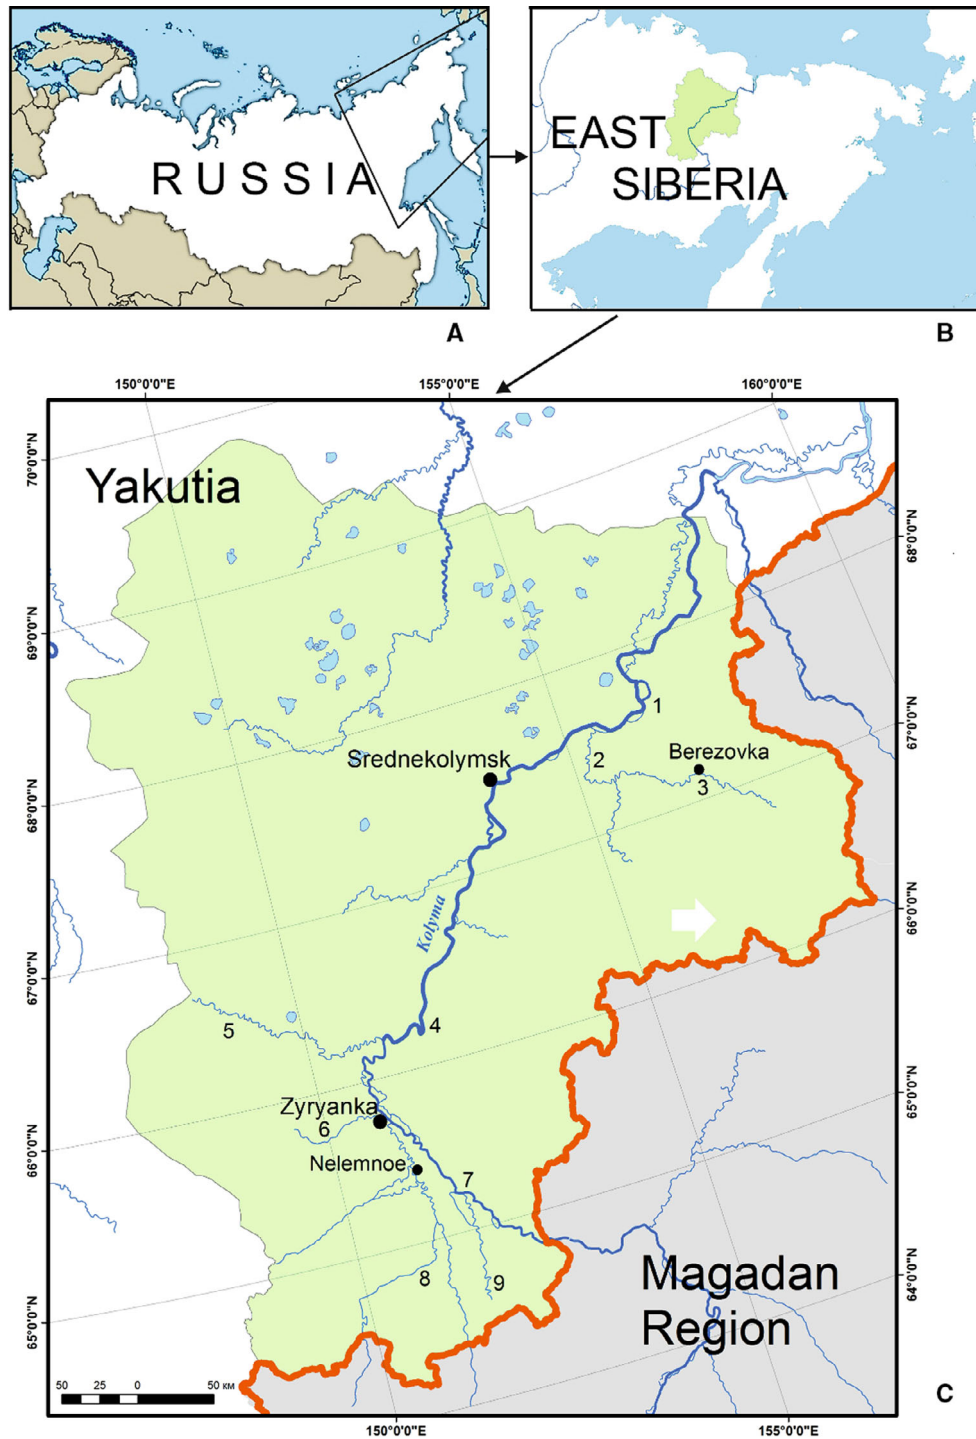 RUSSIA
A
EAST
SIBERIA
B
150°0'0"E
155°0'0"E
160°0'0"E
70°0'0"N
69°0'0"N
68°0'0"N
67°0'0"N
66°0'0"N
65°0'0"N
68°0'0"N
67°0'0"N
66°0'0"N
65°0'0"N
64°0'0"N
Yakutia
1
Srednekolymsk
2
Berezovka
3
Kolyma
4
5
Zyryanka
6
Nelemnoe
7
8
9
Magadan
Region
50 25 0 50 км
C
150°0'0"E
155°0'0"E